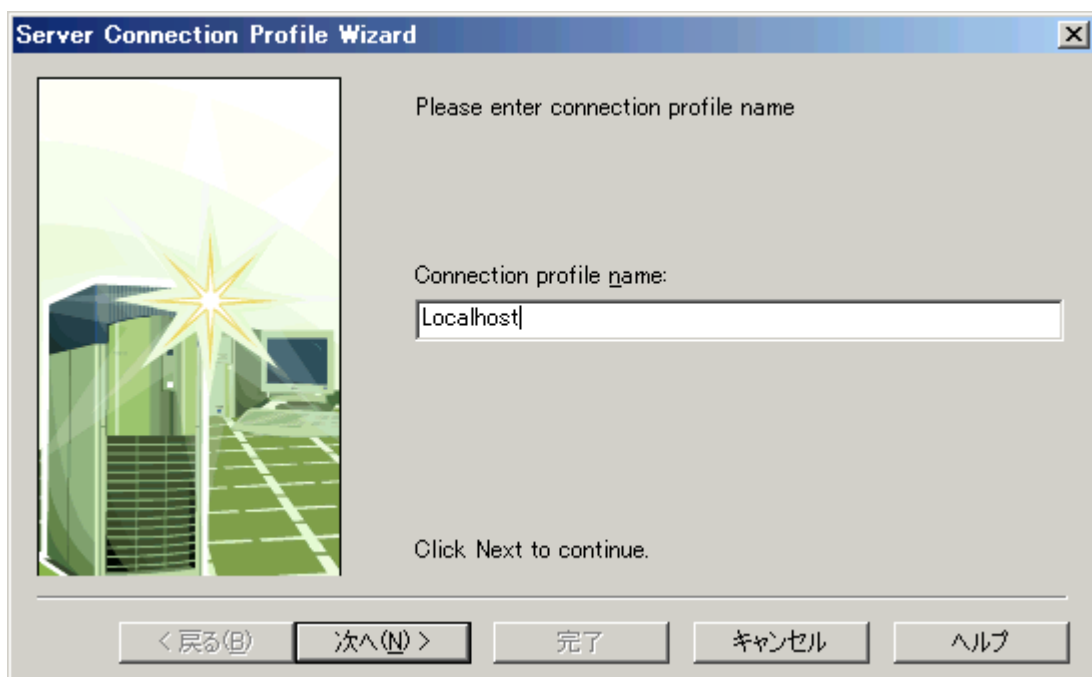 Server Connection Profile Wizard
Please enter connection profile name
Connection profile name:
Localhost
Click Next to continue.
< 戻る(B) 次へ(N) > 完了 キャンセル ヘルプ